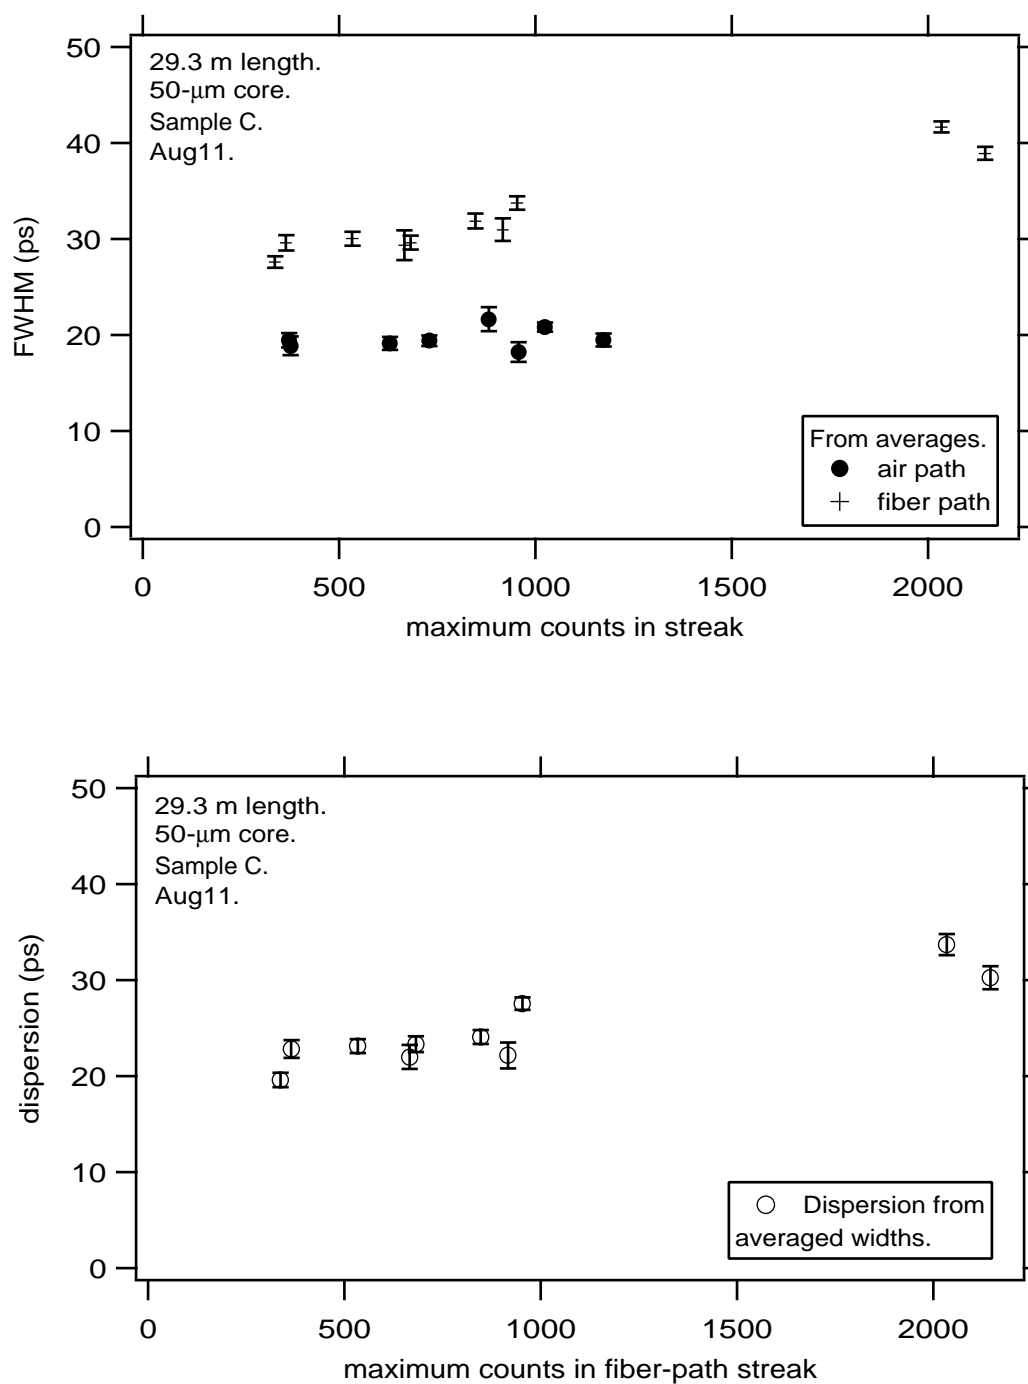 50
40
30
20
10
0
FWHM (ps)
29.3 m length.
50-μm core.
Sample C.
Aug11.
From averages.
air path
fiber path
0 500 1000 1500 2000
maximum counts in streak
50
40
30
20
10
0
dispersion (ps)
29.3 m length.
50-μm core.
Sample C.
Aug11.
Dispersion from
averaged widths.
0 500 1000 1500 2000
maximum counts in fiber-path streak